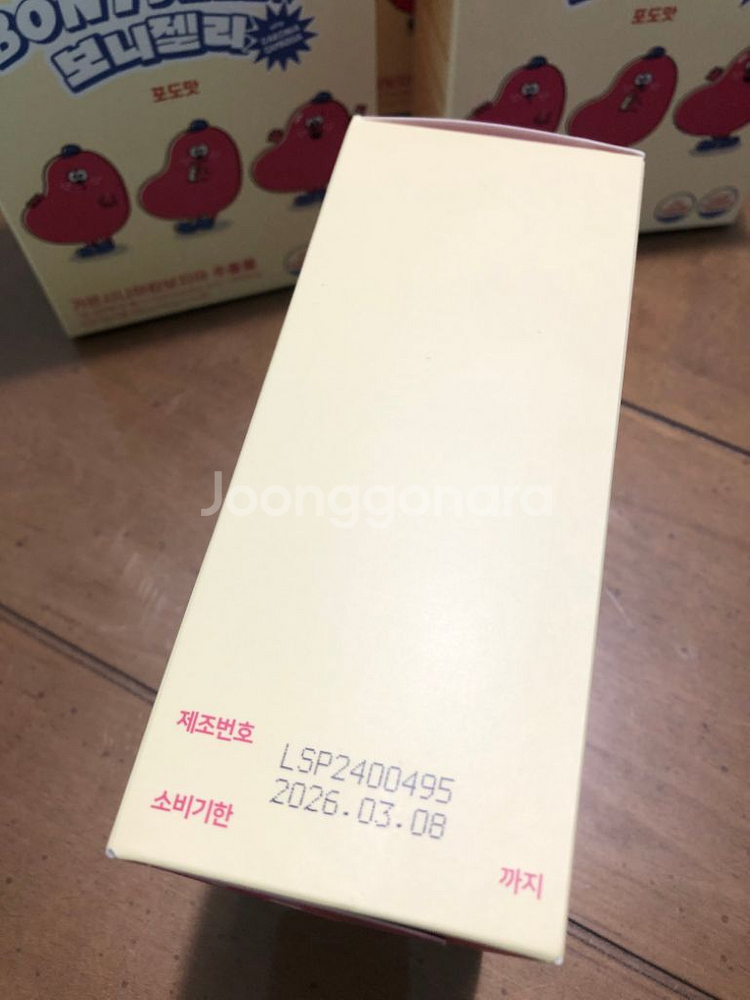 보니젤리
포도맛
포도맛
Joonggonara
제조번호
LSP2400495
소비기한
2026.03.08
까지